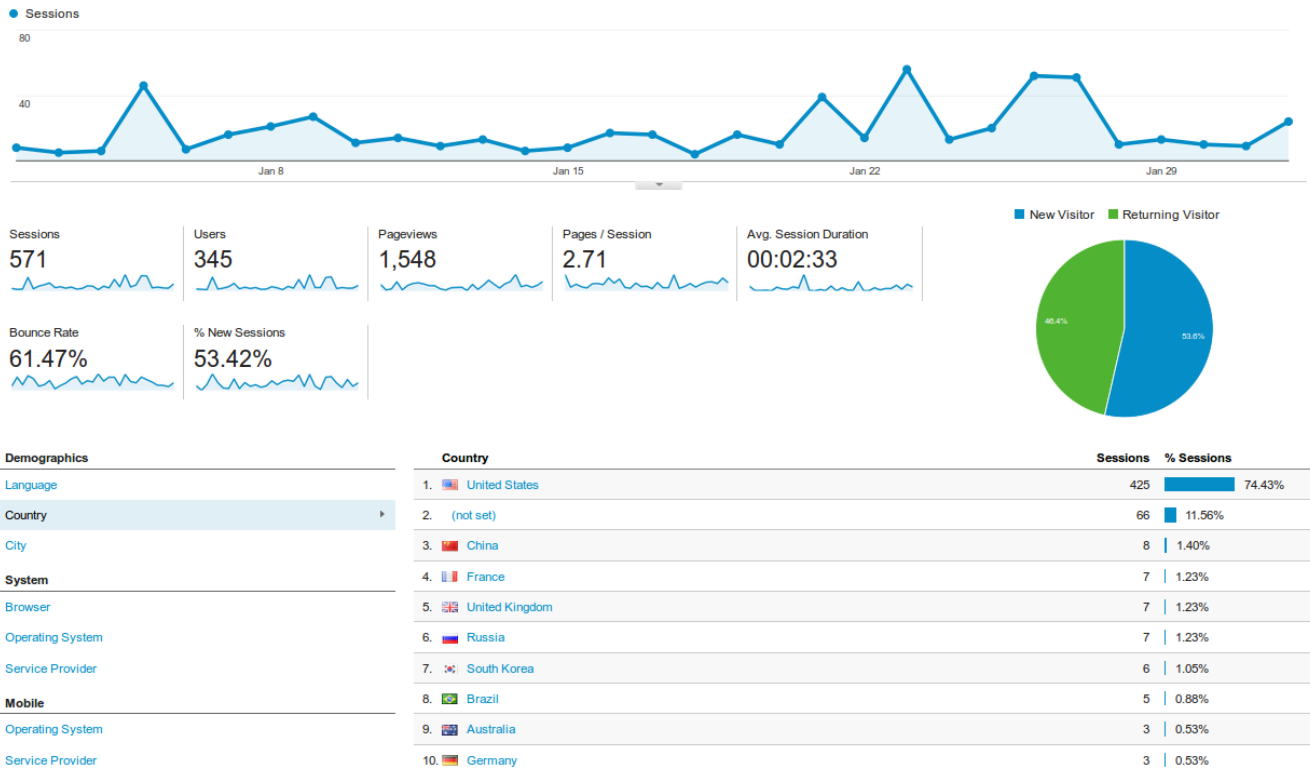 Sessions
80
40
Jan 8 Jan 15 Jan 22 Jan 29
New Visitor Returning Visitor
Sessions Users Pageviews Pages / Session Avg. Session Duration
571 345 1,548 2.71 00:02:33
46.4% 53.6%
Bounce Rate % New Sessions
61.47% 53.42%
Demographics
Language
Country
City
System
Browser
Operating System
Service Provider
Mobile
Operating System
Service Provider
Country Sessions % Sessions
1. United States 425 74.43%
2. (not set) 66 11.56%
3. China 8 1.40%
4. France 7 1.23%
5. United Kingdom 7 1.23%
6. Russia 7 1.23%
7. South Korea 6 1.05%
8. Brazil 5 0.88%
9. Australia 3 0.53%
10. Germany 3 0.53%